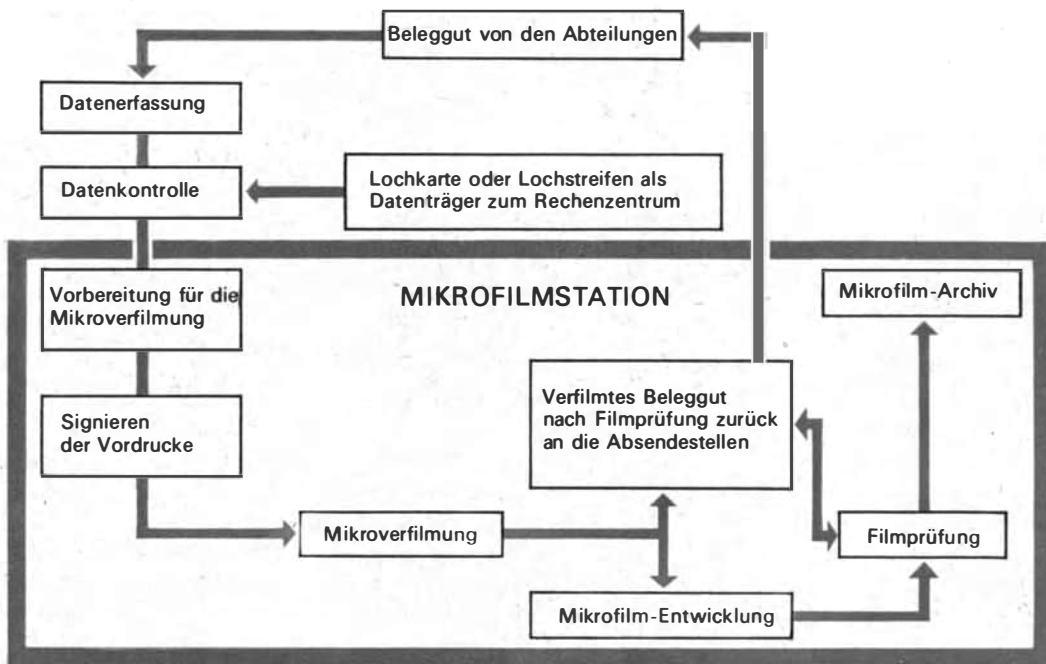 Beleggut von den Abteilungen
Datenerfassung
Datenkontrolle
Lochkarte oder Lochstreifen als
Datenträger zum Rechenzentrum
Vorbereitung für die
Mikroverfilmung
MIKROFILMSTATION
Mikrofilm-Archiv
Signieren
der Vordrucke
Verfilmtes Beleggut
nach Filmprüfung zurück
an die Absendestellen
Mikroverfilmung
Filmprüfung
Mikrofilm-Entwicklung